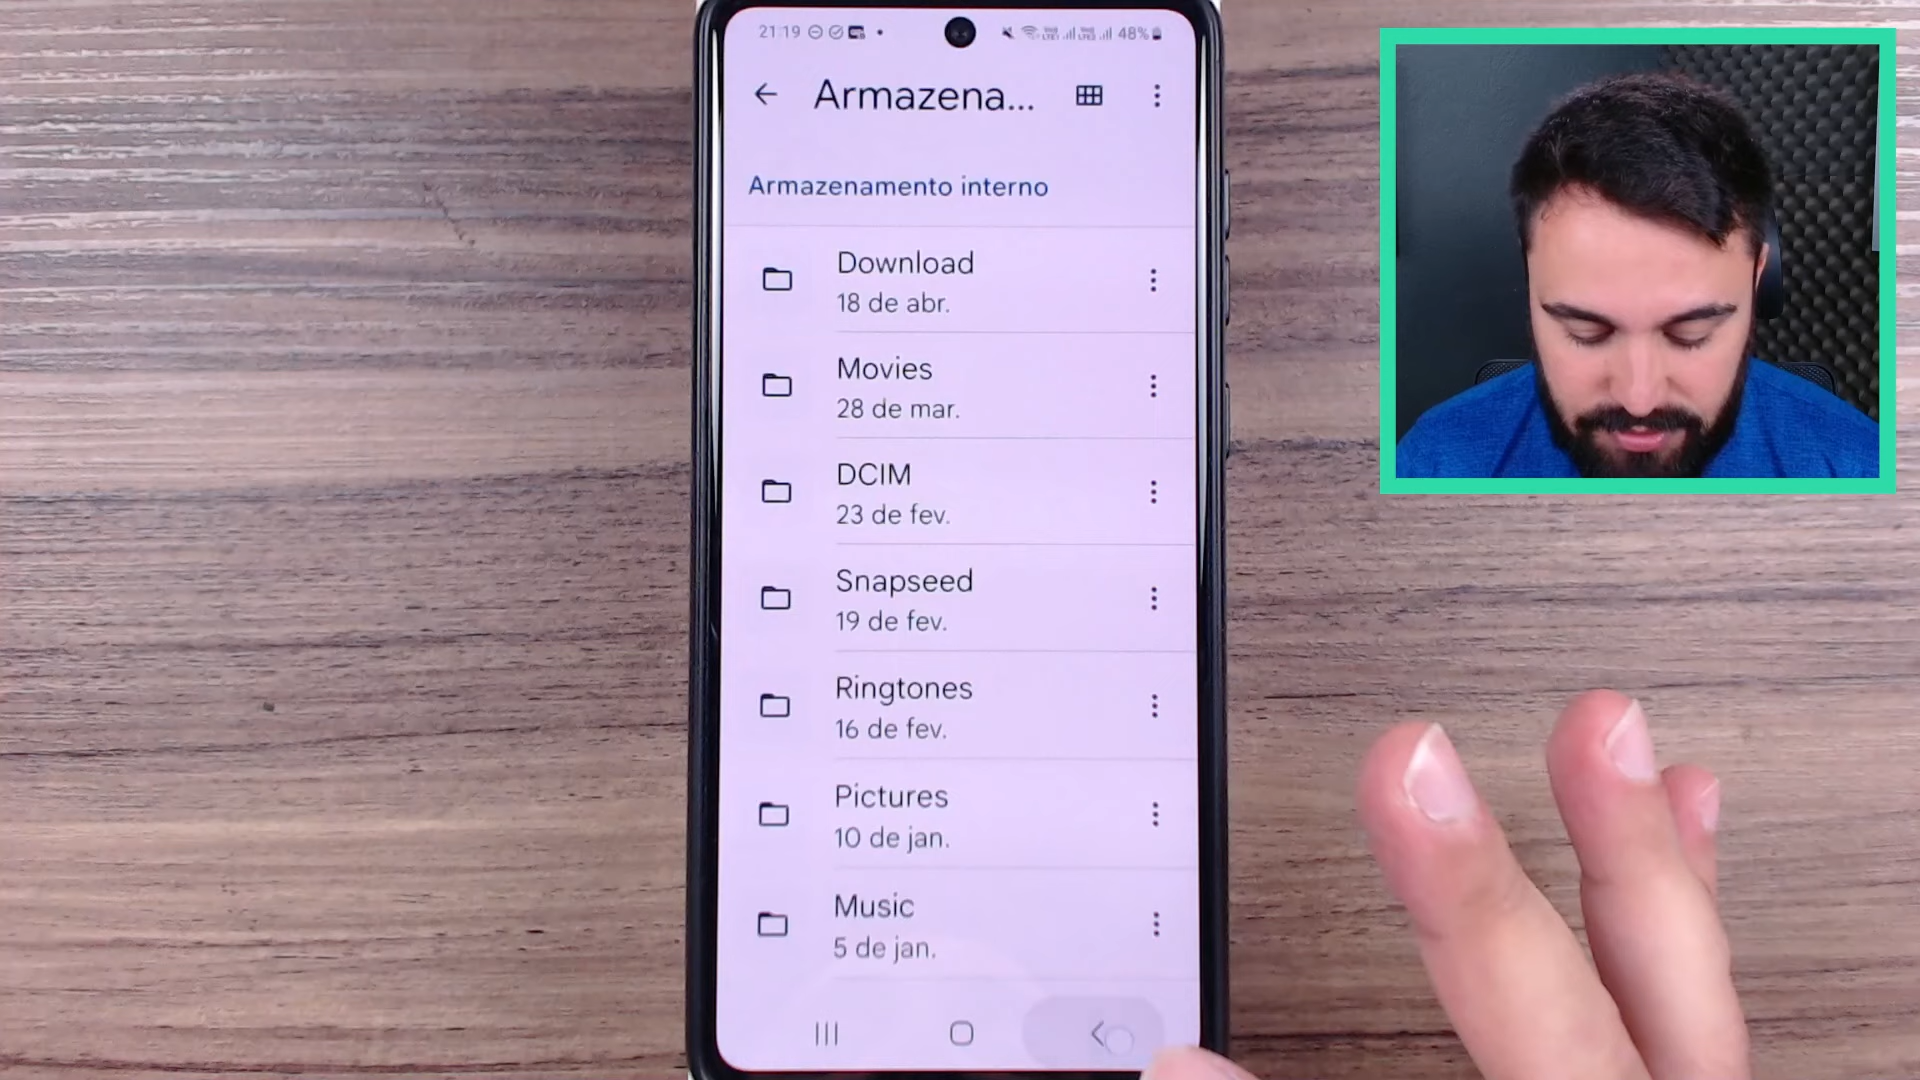 21:19
48%
Armazena...
Armazenamento interno
Download
18 de abr.
Movies
28 de mar.
DCIM
23 de fev.
Snapseed
19 de fev.
Ringtones
16 de fev.
Pictures
10 de jan.
Music
5 de jan.